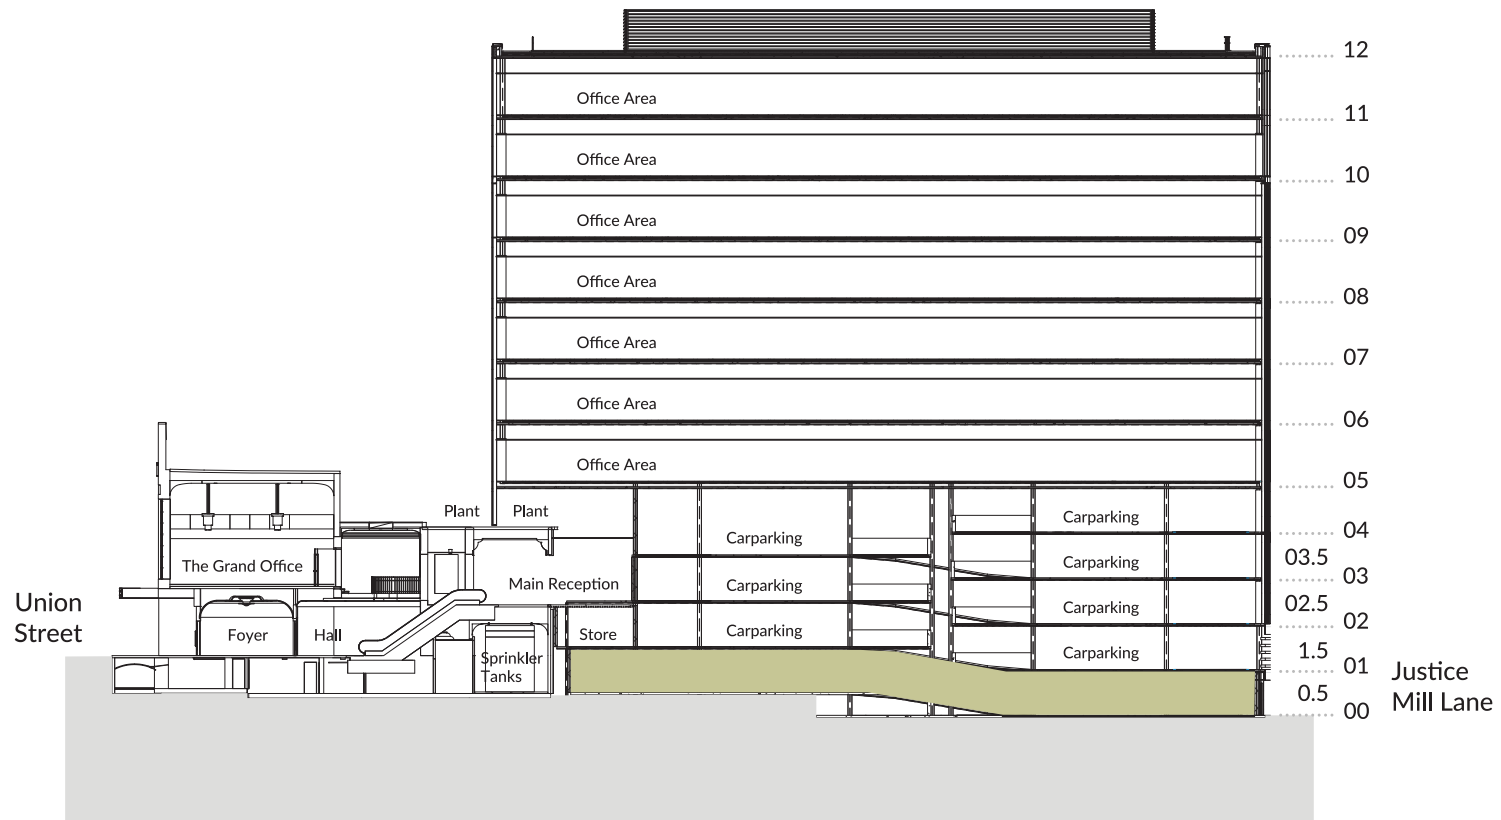 12
Office Area
11
Office Area
10
Office Area
09
Office Area
08
Office Area
07
Office Area
06
Office Area
05
Plant
Plant
Carparking
04
Carparking
03.5
Carparking
The Grand Office
03
Main Reception
Carparking
02.5
Union
Street
Carparking
02
Foyer
Hall
Store
Carparking
1.5
Carparking
Sprinkler
Tanks
01
Justice
Mill Lane
0.5
00